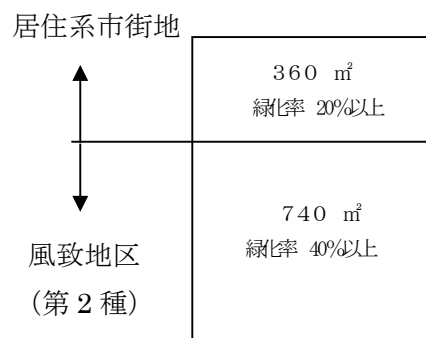 居住系市街地
３６０ ㎡
緑化率 20%以上
７４０ ㎡
緑化率 40%以上
風致地区
（第２種）